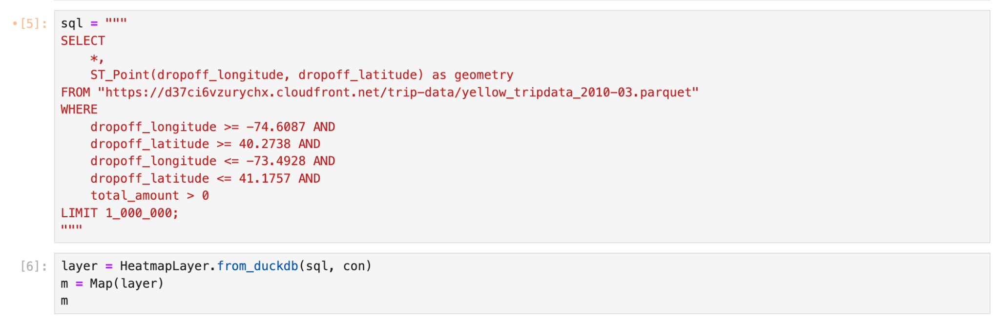 •[5]: sql = """
SELECT
    *,
    ST_Point(dropoff_longitude, dropoff_latitude) as geometry
FROM "https://d37ci6vzurychx.cloudfront.net/trip-data/yellow_tripdata_2010-03.parquet"
WHERE
    dropoff_longitude >= -74.6087 AND
    dropoff_latitude >= 40.2738 AND
    dropoff_longitude <= -73.4928 AND
    dropoff_latitude <= 41.1757 AND
    total_amount > 0
LIMIT 1_000_000;
"""
[6]: layer = HeatmapLayer.from_duckdb(sql, con)
m = Map(layer)
m